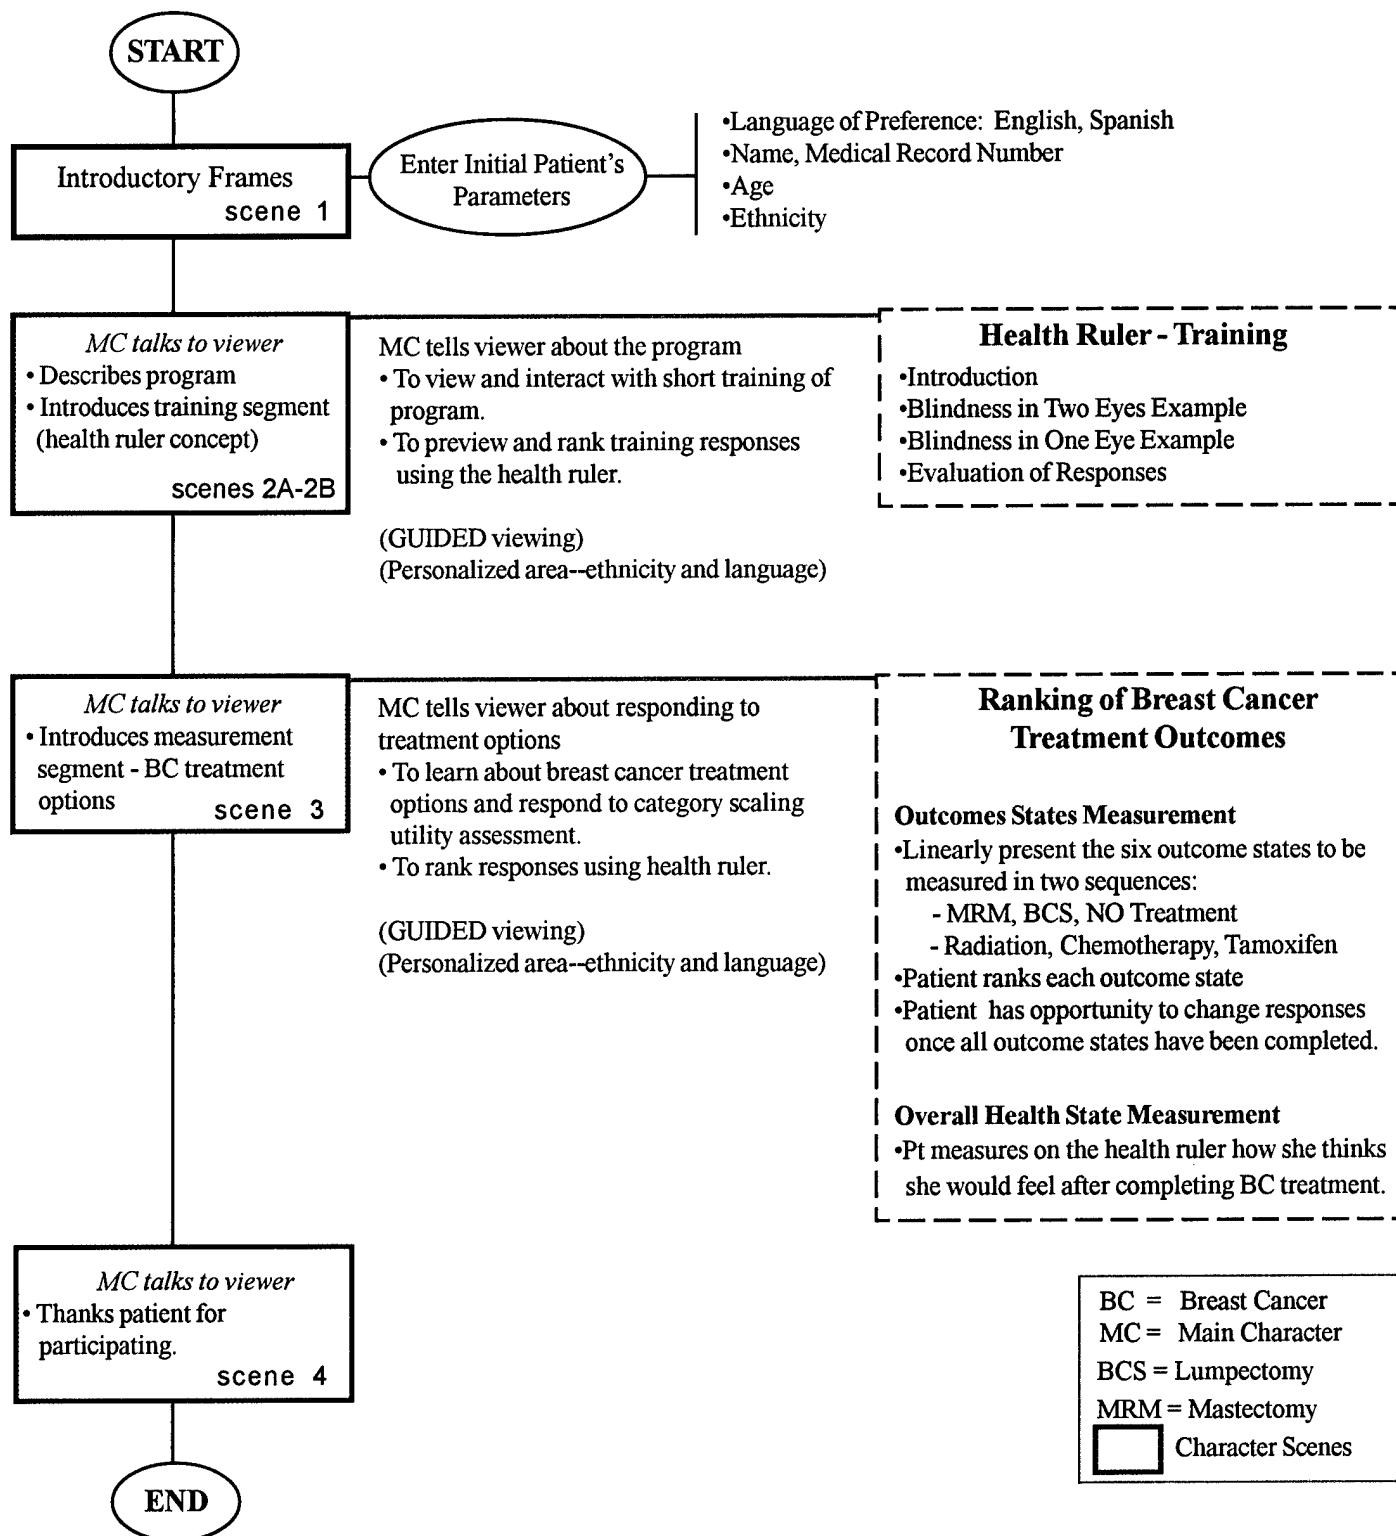 START
Introductory Frames
scene 1
Enter Initial Patient's
Parameters
•Language of Preference: English, Spanish
•Name, Medical Record Number
•Age
•Ethnicity
MC talks to viewer
• Describes program
• Introduces training segment
(health ruler concept)
scenes 2A-2B
MC tells viewer about the program
• To view and interact with short training of
program.
• To preview and rank training responses
using the health ruler.
(GUIDED viewing)
(Personalized area--ethnicity and language)
Health Ruler - Training
•Introduction
•Blindness in Two Eyes Example
•Blindness in One Eye Example
•Evaluation of Responses
MC talks to viewer
• Introduces measurement
segment - BC treatment
options
scene 3
MC tells viewer about responding to
treatment options
• To learn about breast cancer treatment
options and respond to category scaling
utility assessment.
• To rank responses using health ruler.
(GUIDED viewing)
(Personalized area--ethnicity and language)
Ranking of Breast Cancer
Treatment Outcomes
Outcomes States Measurement
•Linearly present the six outcome states to be
measured in two sequences:
- MRM, BCS, NO Treatment
- Radiation, Chemotherapy, Tamoxifen
•Patient ranks each outcome state
•Patient has opportunity to change responses
once all outcome states have been completed.
Overall Health State Measurement
•Pt measures on the health ruler how she thinks
she would feel after completing BC treatment.
MC talks to viewer
• Thanks patient for
participating.
scene 4
END
BC = Breast Cancer
MC = Main Character
BCS = Lumpectomy
MRM = Mastectomy
Character Scenes